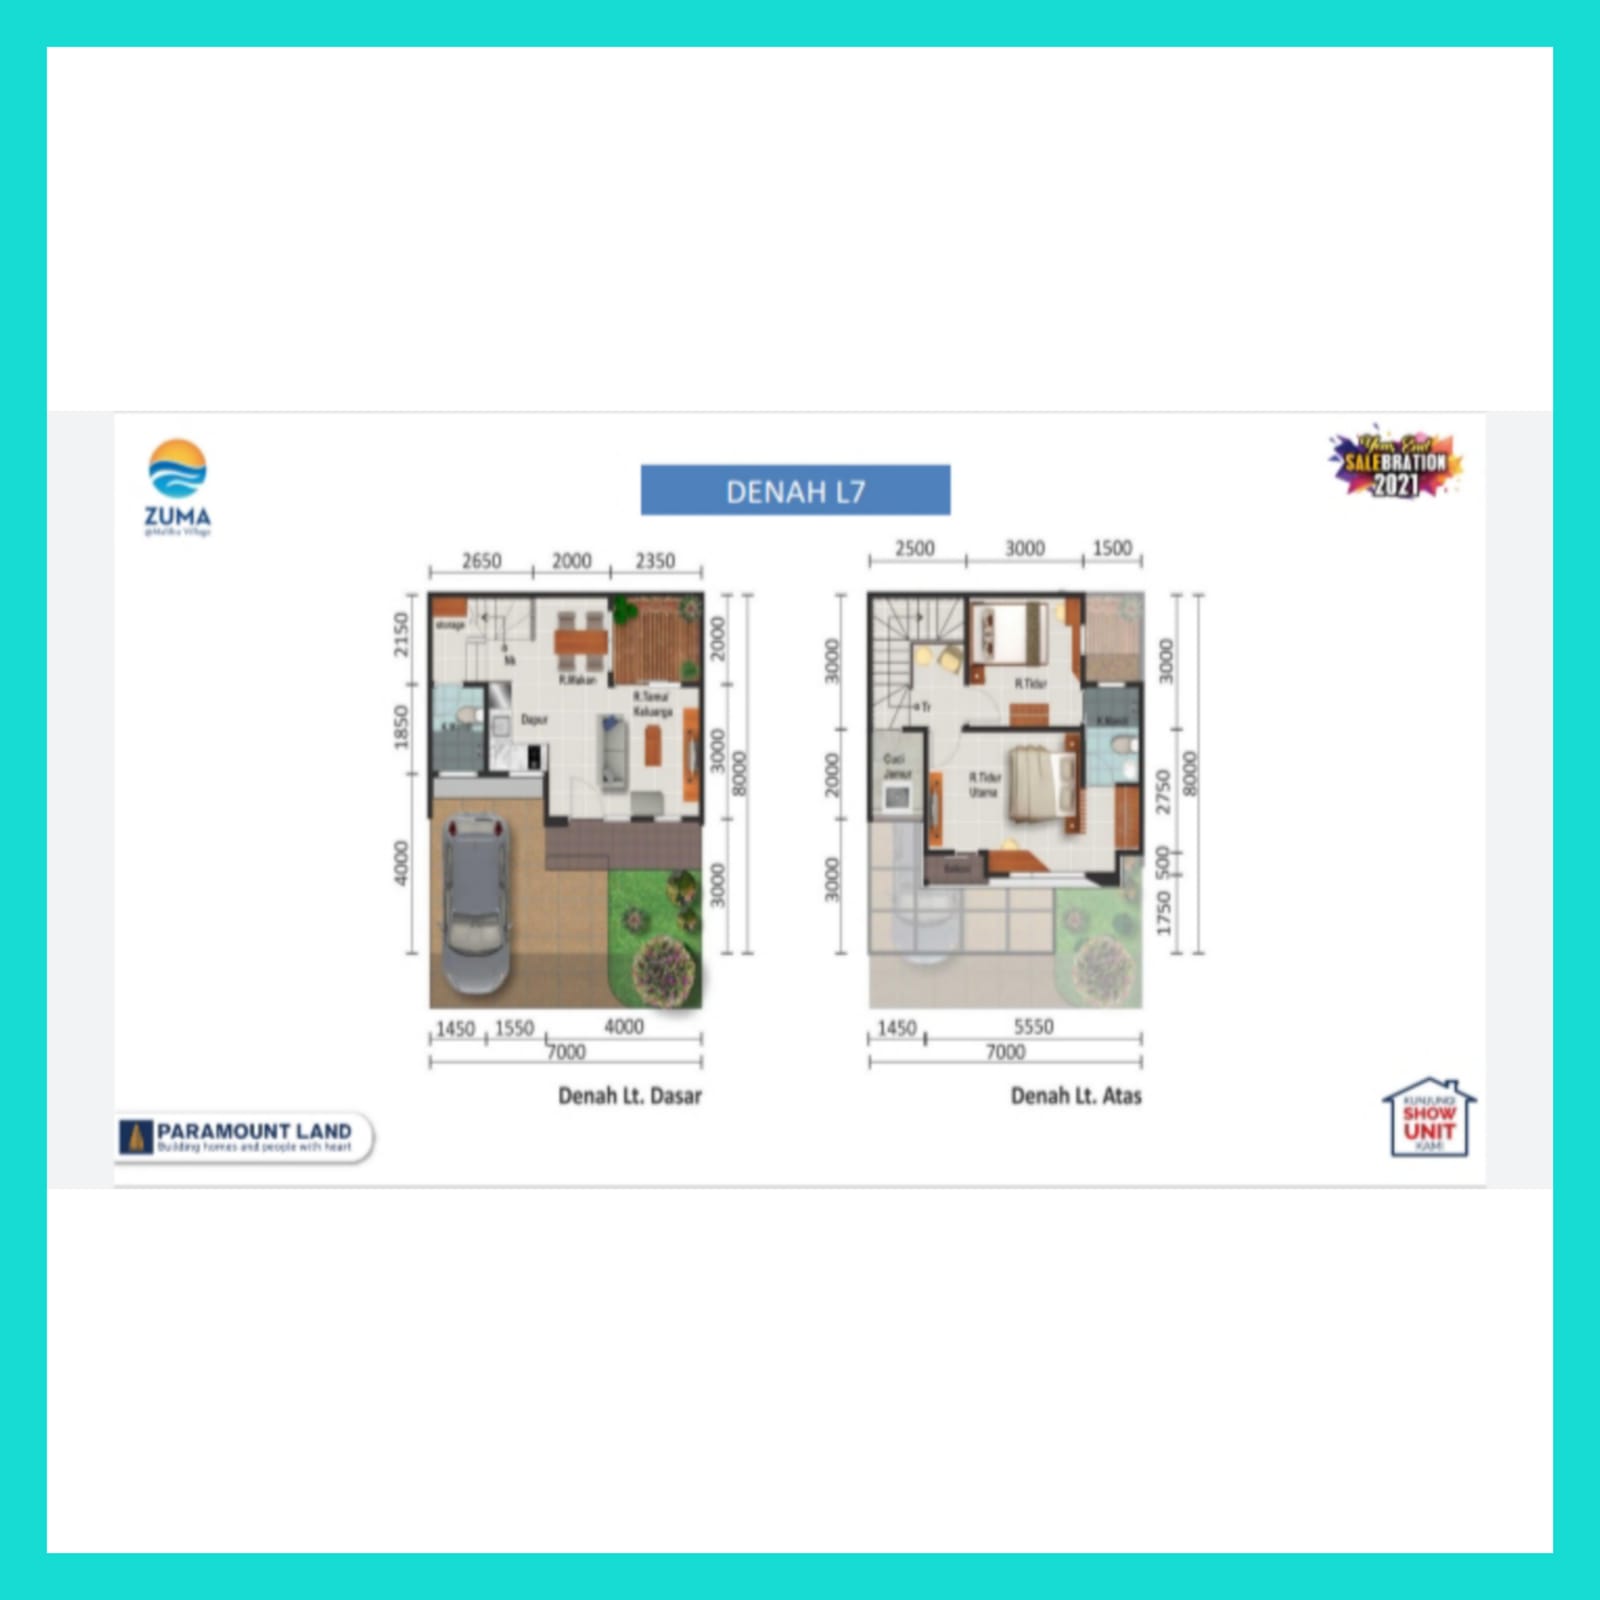 ZUMA
@Malibu Village
DENAH L7
Year End
SALEBRATION
2021
2650 2000 2350
2150
1850
4000
storage
Nk
R.Makan
R.Tamu/
Keluarga
Dapur
2000
3000
3000
8000
1450 1550 4000
7000
Denah Lt. Dasar
2500 3000 1500
3000
2000
3000
R.Tidur
Tr
K.Mandi
Cuci
Jemur
R.Tidur
Utama
Balkon
3000
2750
500
1750
8000
1450 5550
7000
Denah Lt. Atas
PARAMOUNT LAND
Building homes and people with heart
KUNJUNGI
SHOW
UNIT
KAMI